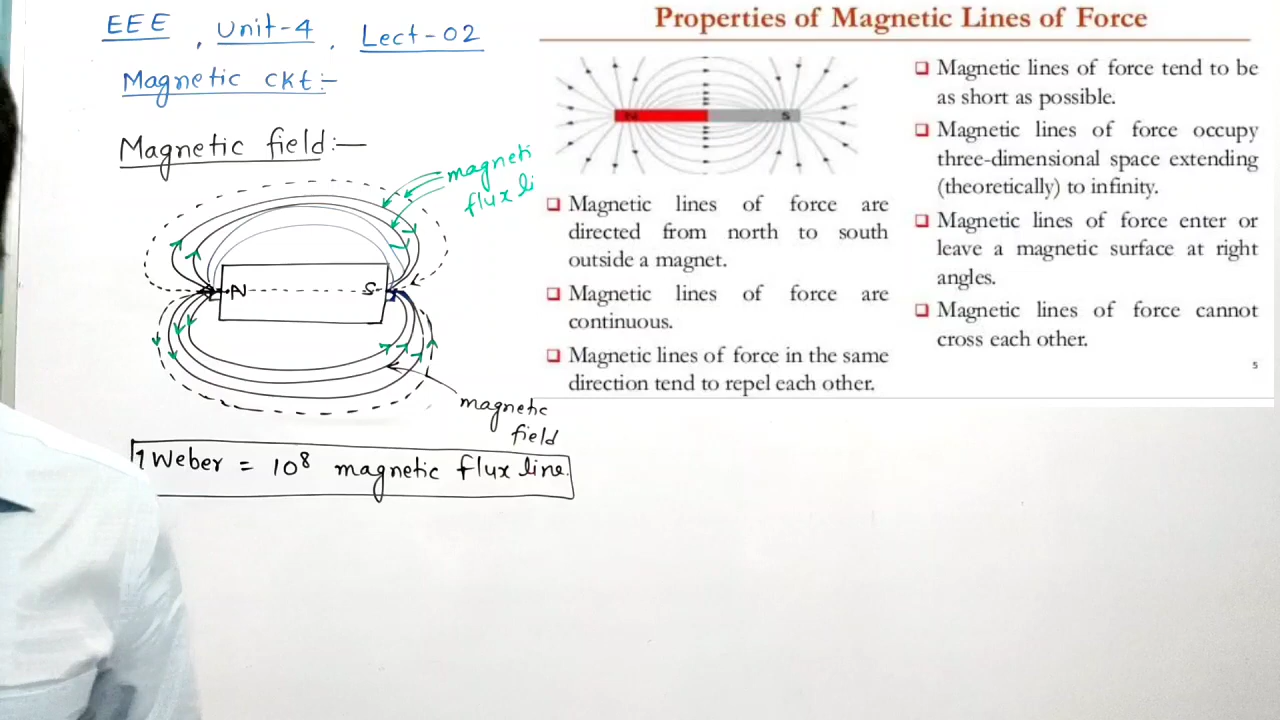 EEE , Unit-4 , Lect-02
Magnetic ckt:-
Magnetic field:-
magneti
flux li
N
S
magnetic
field
1 Weber = 10⁸ magnetic flux line.
Properties of Magnetic Lines of Force
N
S
❑ Magnetic lines of force are
directed from north to south
outside a magnet.
❑ Magnetic lines of force are
continuous.
❑ Magnetic lines of force in the same
direction tend to repel each other.
❑ Magnetic lines of force tend to be
as short as possible.
❑ Magnetic lines of force occupy
three-dimensional space extending
(theoretically) to infinity.
❑ Magnetic lines of force enter or
leave a magnetic surface at right
angles.
❑ Magnetic lines of force cannot
cross each other.
5